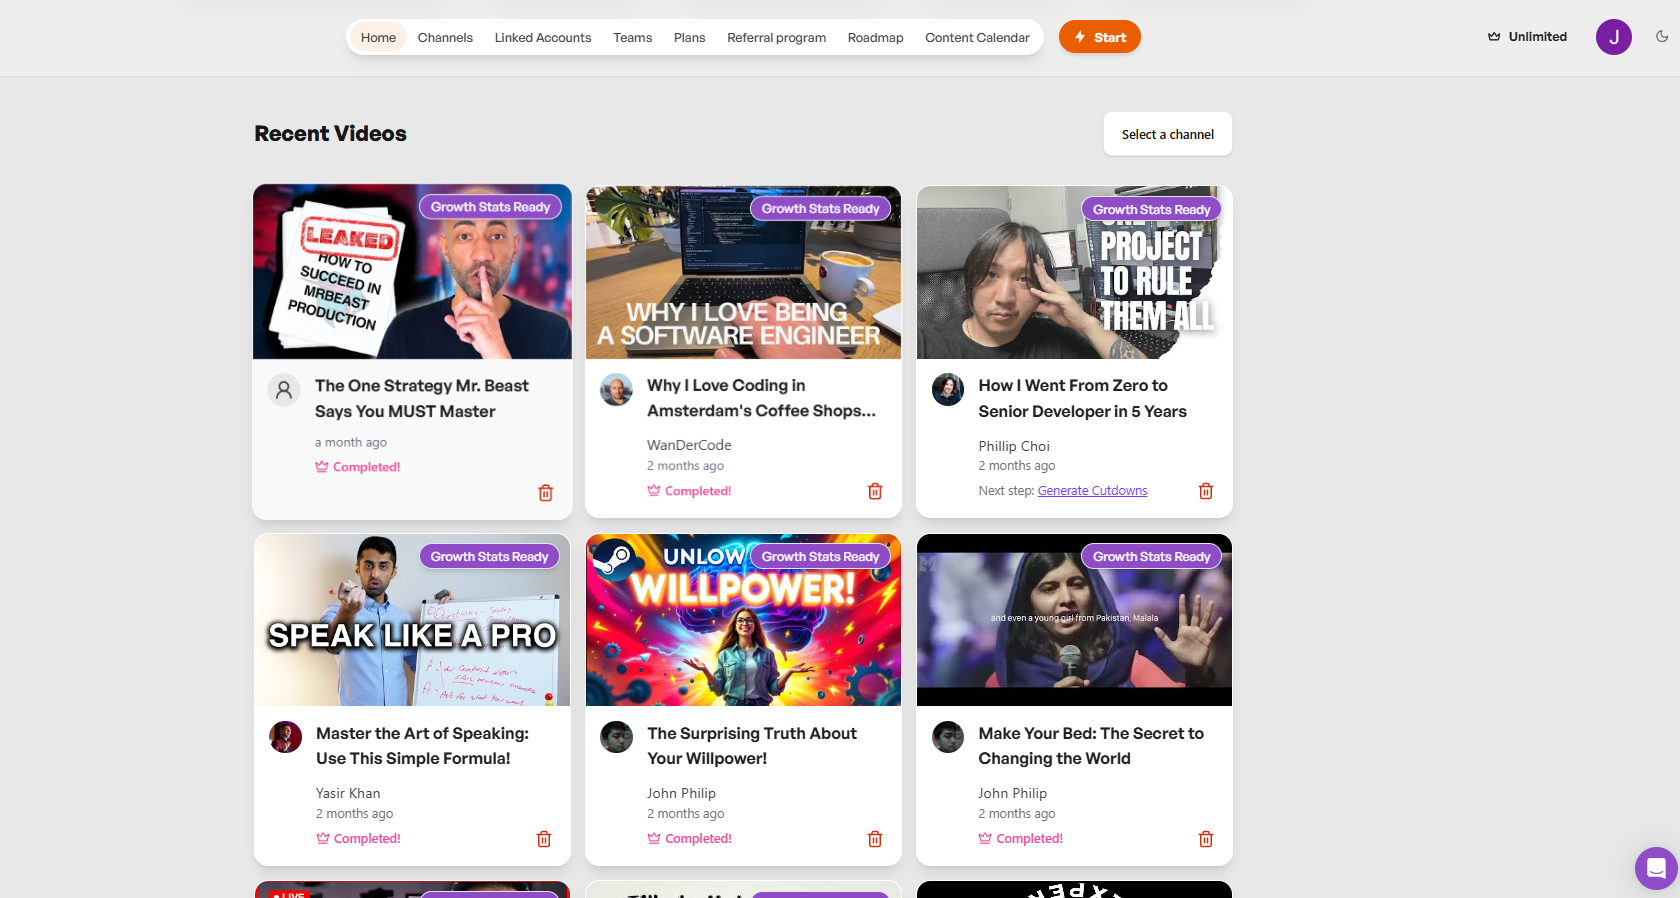 Home
Channels
Linked Accounts
Teams
Plans
Referral program
Roadmap
Content Calendar
Start
Unlimited
J
Recent Videos
Select a channel
Growth Stats Ready
LEAKED
HOW TO
SUCCEED IN
MRBEAST
PRODUCTION
The One Strategy Mr. Beast
Says You MUST Master
a month ago
Completed!
Growth Stats Ready
WHY I LOVE BEING
A SOFTWARE ENGINEER
Why I Love Coding in
Amsterdam's Coffee Shops...
WanDerCode
2 months ago
Completed!
Growth Stats Ready
PROJECT
TO RULE
THEM ALL
How I Went From Zero to
Senior Developer in 5 Years
Phillip Choi
2 months ago
Next step: Generate Cutdowns
Growth Stats Ready
SPEAK LIKE A PRO
Master the Art of Speaking:
Use This Simple Formula!
Yasir Khan
2 months ago
Completed!
Growth Stats Ready
WILLPOWER!
The Surprising Truth About
Your Willpower!
John Philip
2 months ago
Completed!
Growth Stats Ready
and even a young girl from Pakistan, Malala
Make Your Bed: The Secret to
Changing the World
John Philip
2 months ago
Completed!
LIVE